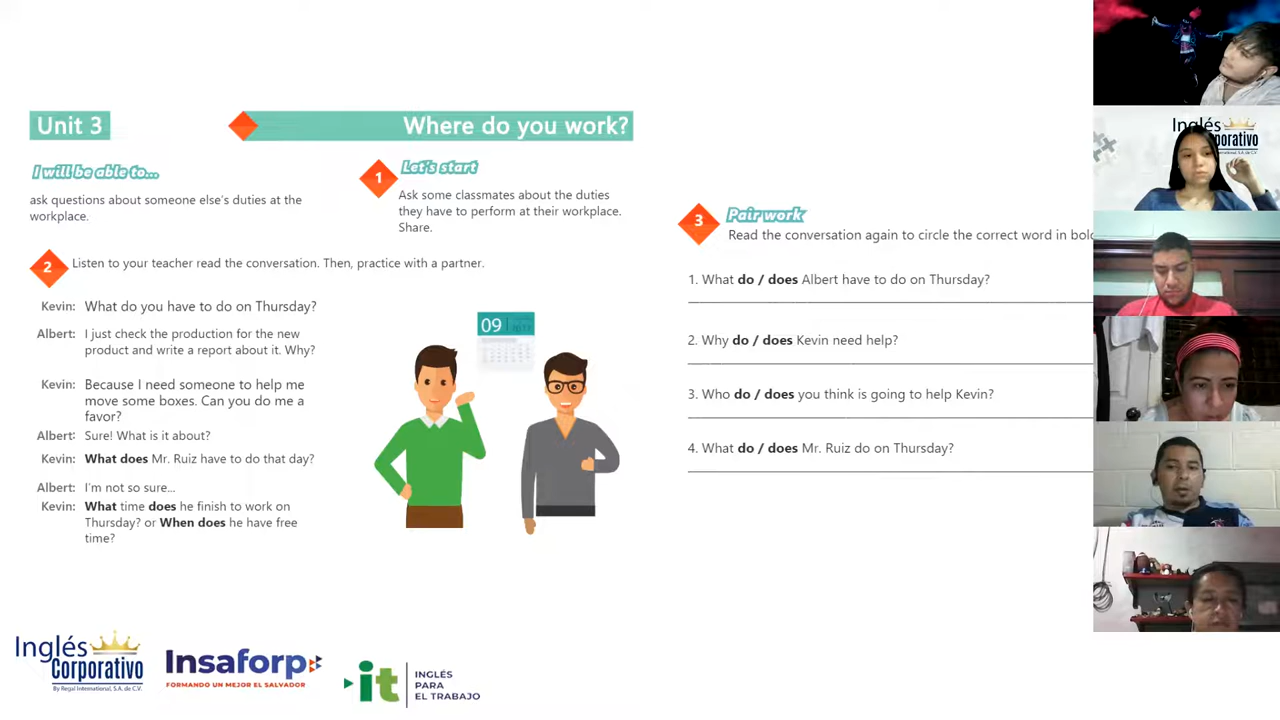 Unit 3
Where do you work?
I will be able to...
ask questions about someone else's duties at the
workplace.
1
Let's start
Ask some classmates about the duties
they have to perform at their workplace.
Share.
2
Listen to your teacher read the conversation. Then, practice with a partner.
Kevin: What do you have to do on Thursday?
Albert: I just check the production for the new
product and write a report about it. Why?
Kevin: Because I need someone to help me
move some boxes. Can you do me a
favor?
Albert: Sure! What is it about?
Kevin: What does Mr. Ruiz have to do that day?
Albert: I'm not so sure...
Kevin: What time does he finish to work on
Thursday? or When does he have free
time?
09
3
Pair work
Read the conversation again to circle the correct word in bold
1. What do / does Albert have to do on Thursday?
2. Why do / does Kevin need help?
3. Who do / does you think is going to help Kevin?
4. What do / does Mr. Ruiz do on Thursday?
Inglés
Corporativo
By Regal International, S.A. de C.V.
Insaforp
FORMANDO UN MEJOR EL SALVADOR
it
INGLÉS
PARA
EL TRABAJO
Inglés
Corporativo